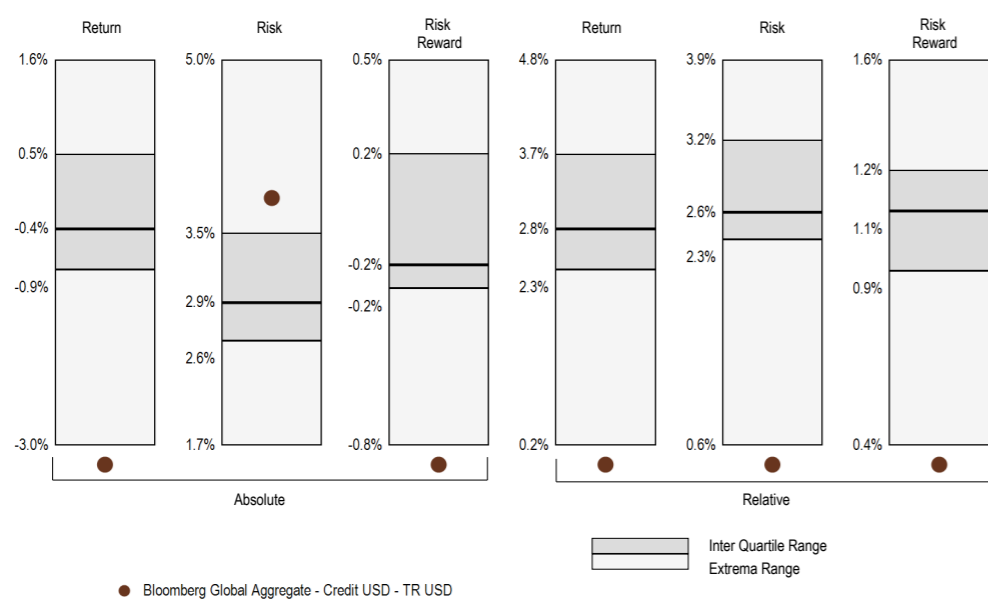 Return
Risk
Risk
Reward
Return
Risk
Risk
Reward
1.6%
0.5%
-0.4%
-0.9%
-3.0%
5.0%
3.5%
2.9%
2.6%
1.7%
0.5%
0.2%
-0.2%
-0.2%
-0.8%
4.8%
3.7%
2.8%
2.3%
0.2%
3.9%
3.2%
2.6%
2.3%
0.6%
1.6%
1.2%
1.1%
0.9%
0.4%
Absolute
Relative
Inter Quartile Range
Extrema Range
Bloomberg Global Aggregate - Credit USD - TR USD